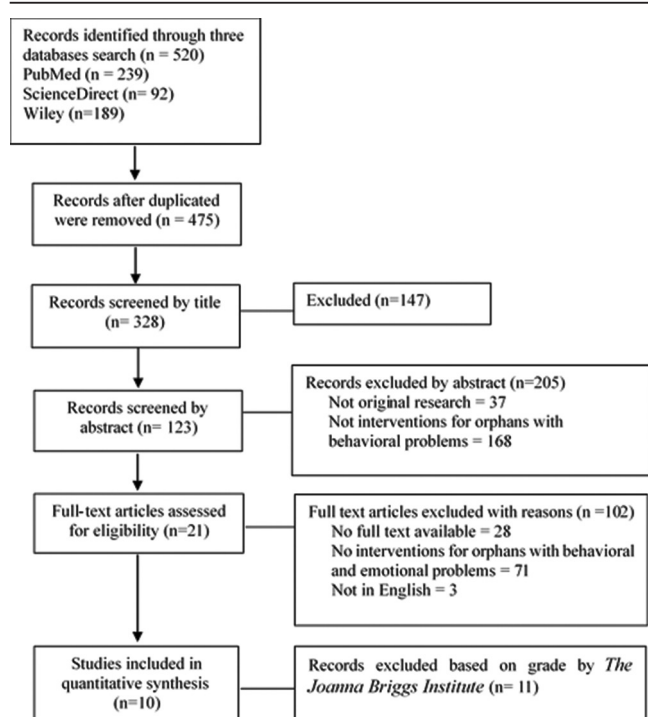 Records identified through three
databases search (n = 520)
PubMed (n = 239)
ScienceDirect (n= 92)
Wiley (n=189)
Records after duplicated
were removed (n = 475)
Records screened by title
(n= 328)
Excluded (n=147)
Records screened by
abstract (n= 123)
Records excluded by abstract (n=205)
Not original research = 37
Not interventions for orphans with
behavioral problems = 168
Full-text articles assessed
for eligibility (n=21)
Full text articles excluded with reasons (n =102)
No full text available = 28
No interventions for orphans with behavioral
and emotional problems = 71
Not in English = 3
Studies included in
quantitative synthesis
(n=10)
Records excluded based on grade by The
Joanna Briggs Institute (n= 11)